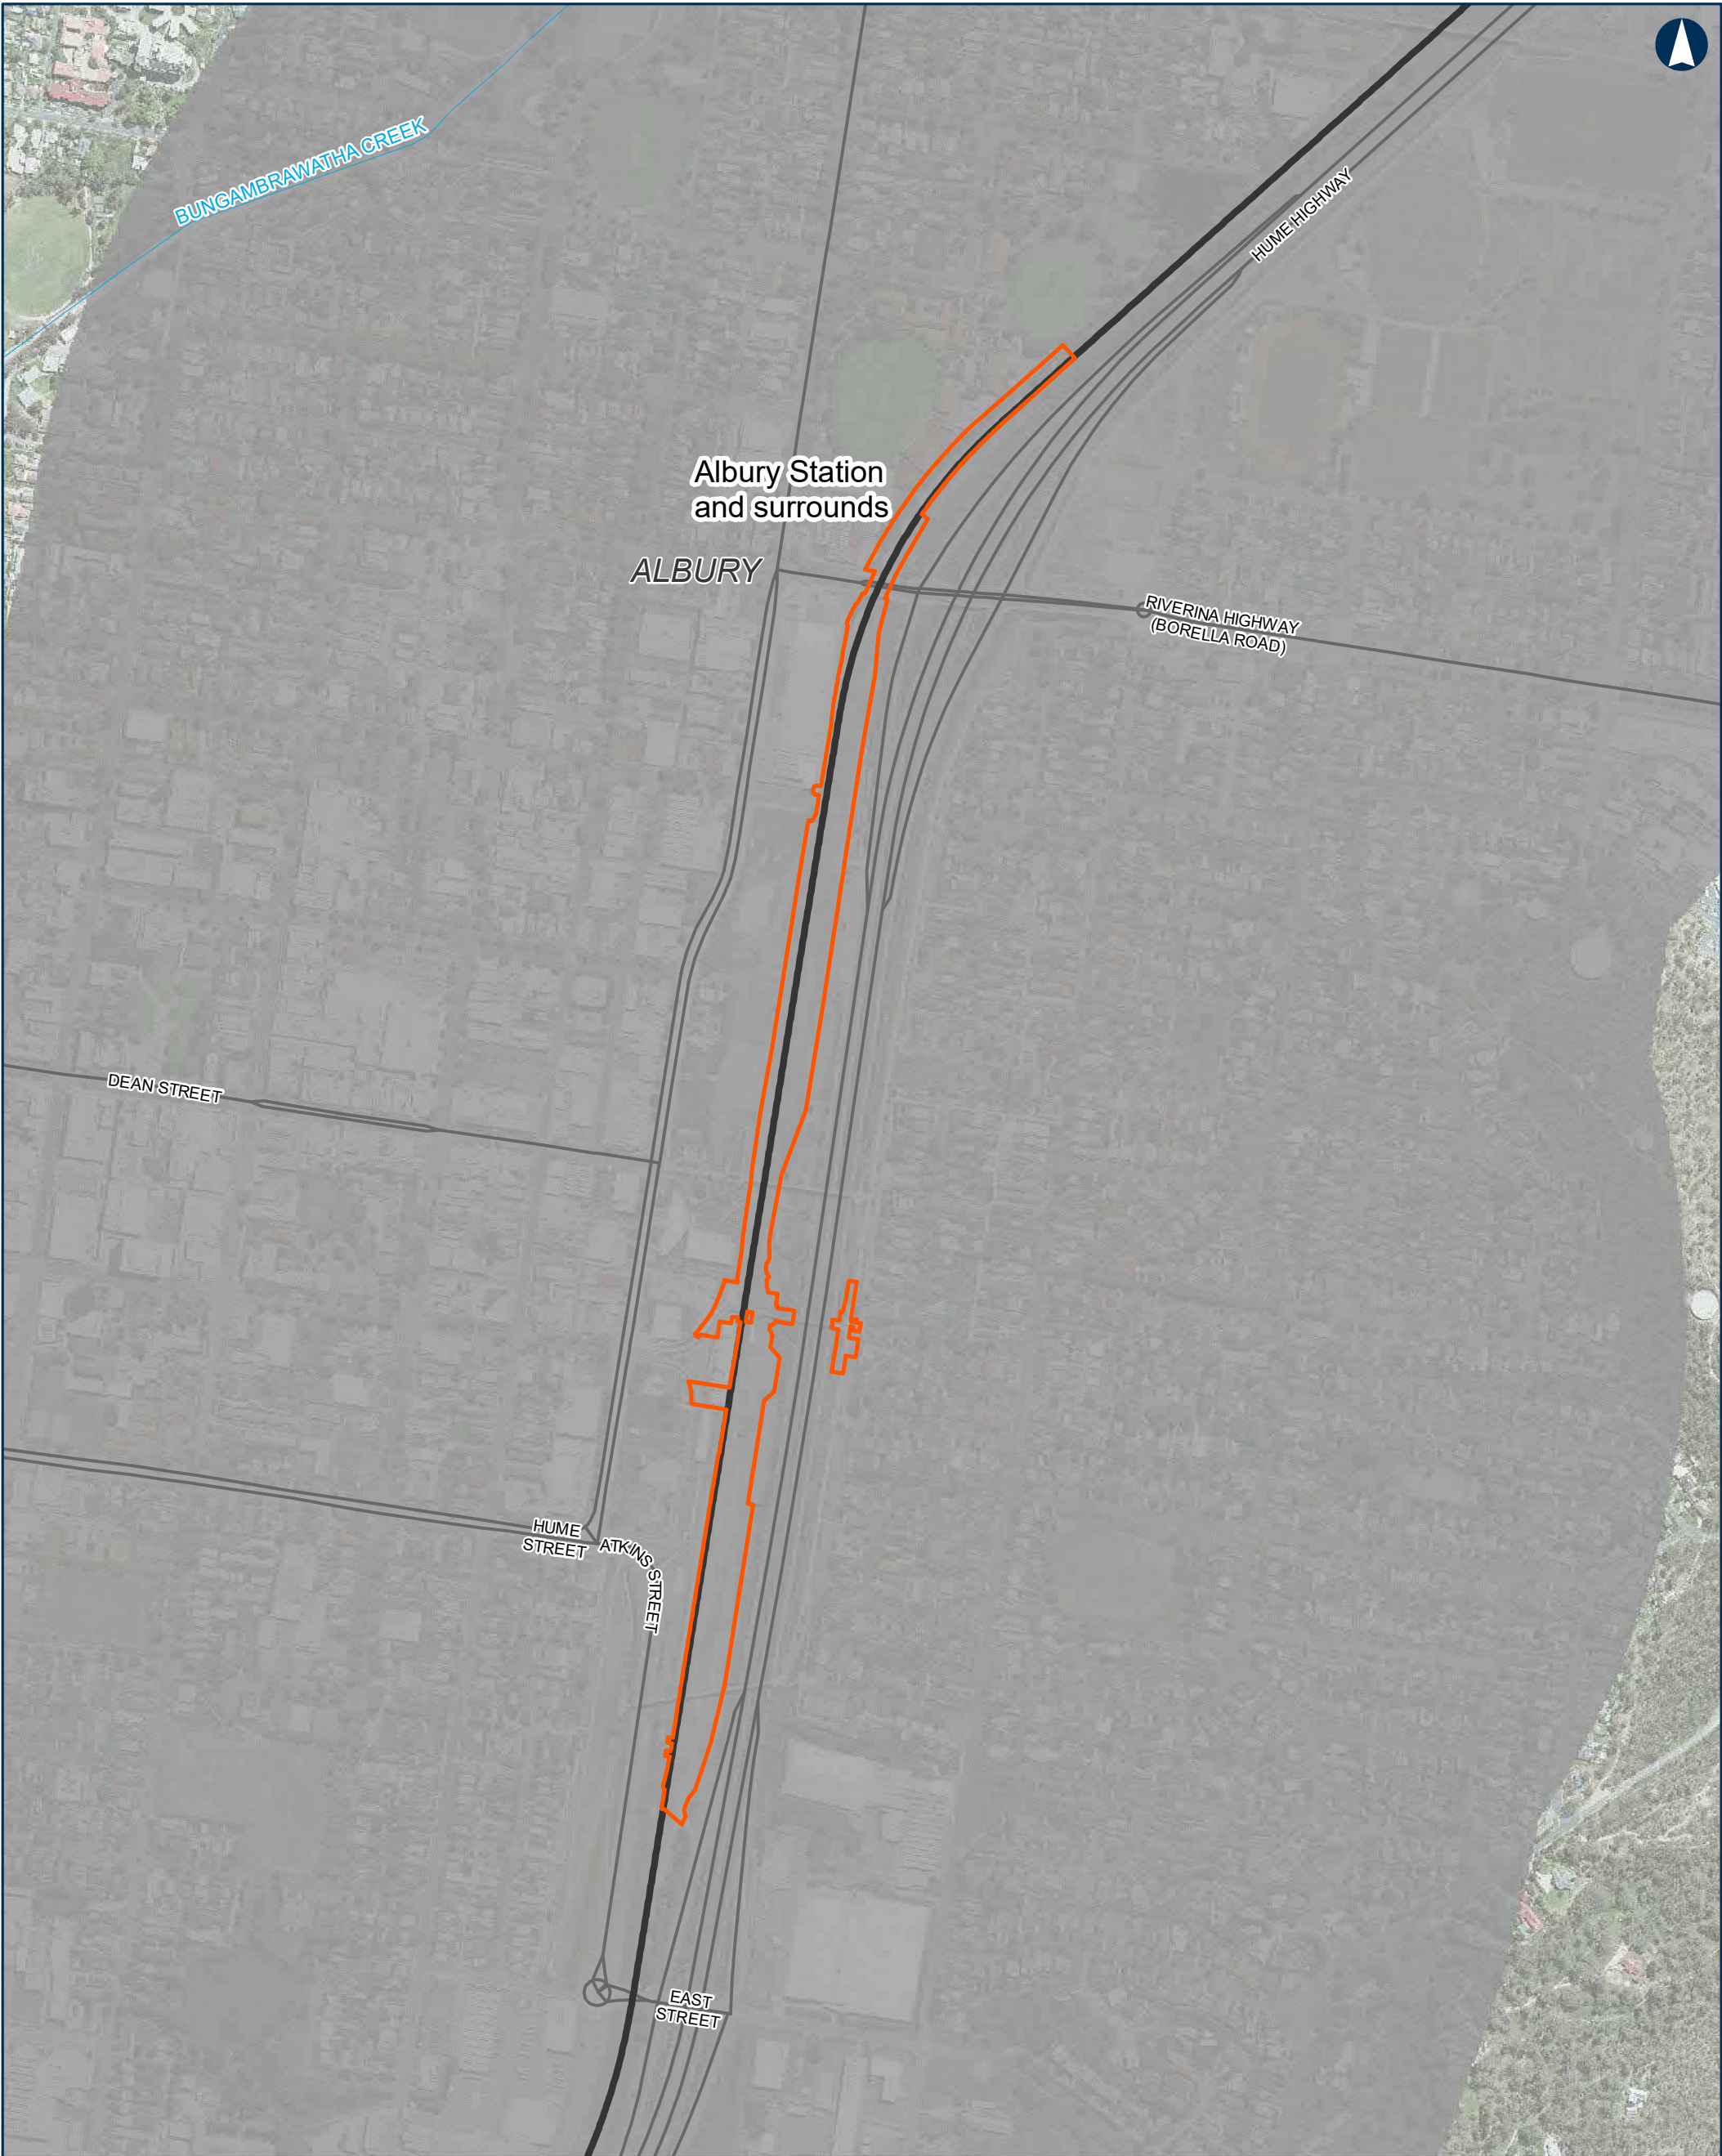 BUNGAMBRAWATHA CREEK
HUME HIGHWAY
Albury Station
and surrounds
ALBURY
RIVERINA HIGHWAY
(BORELLA ROAD)
DEAN STREET
HUME
STREET
ATKINS STREET
EAST
STREET